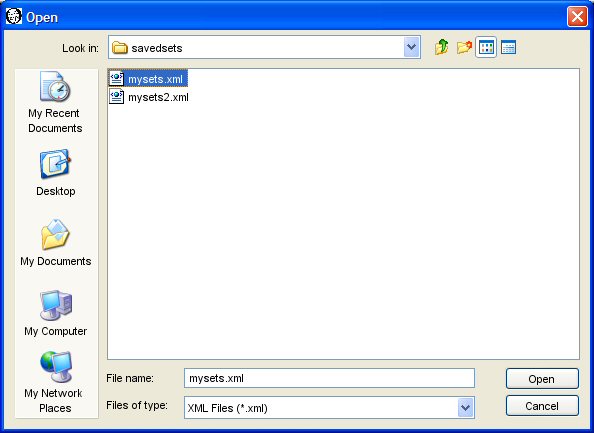 Open
Look in:
savedsets
My Recent
Documents
Desktop
My Documents
My Computer
My Network
Places
mysets.xml
mysets2.xml
File name:
mysets.xml
Open
Files of type:
XML Files (*.xml)
Cancel